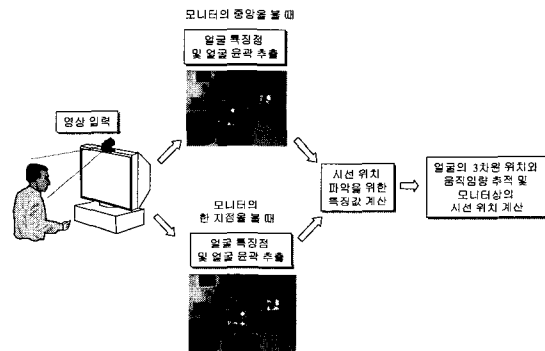 모니터의 중앙을 볼 때
얼굴 특징점
및 얼굴 윤곽 추출
영상 입력
시선 위치
파악을 위한
특징값 계산
얼굴의 3차원 위치와
움직임량 추적 및
모니터상의
시선 위치 계산
모니터의
한 지점을 볼 때
얼굴 특징점
및 얼굴 윤곽 추출